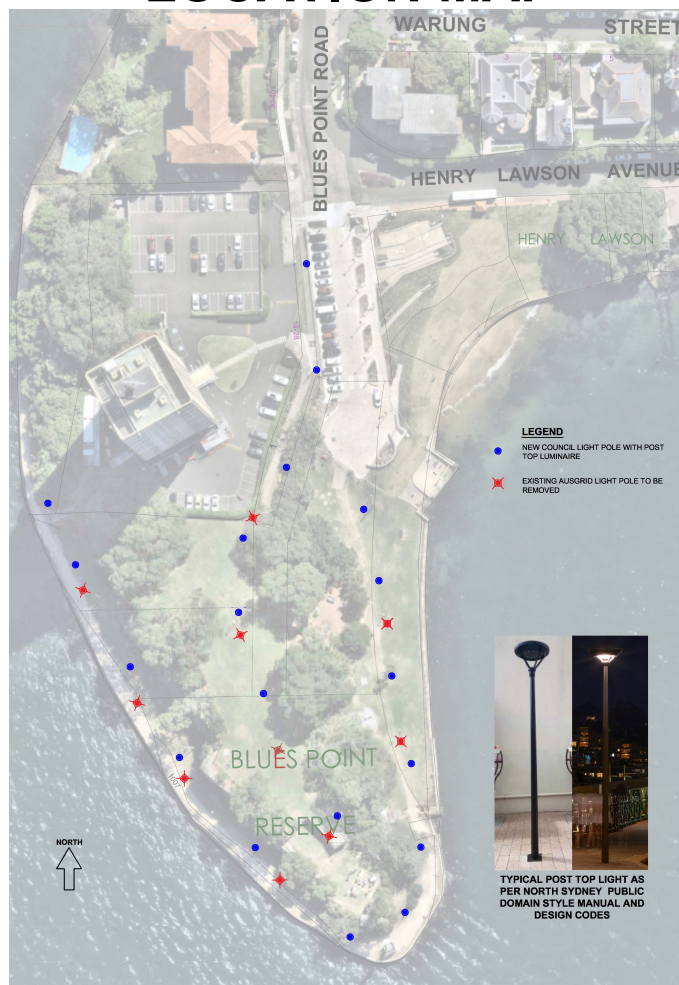 LOCATION MAP
WARUNG STREET
BLUES POINT ROAD
HENRY LAWSON AVENUE
HENRY LAWSON
LEGEND
NEW COUNCIL LIGHT POLE WITH POST
TOP LUMINAIRE
EXISTING AUSGRID LIGHT POLE TO BE
REMOVED
BLUES POINT
RESERVE
NORTH
TYPICAL POST TOP LIGHT AS
PER NORTH SYDNEY PUBLIC
DOMAIN STYLE MANUAL AND
DESIGN CODES